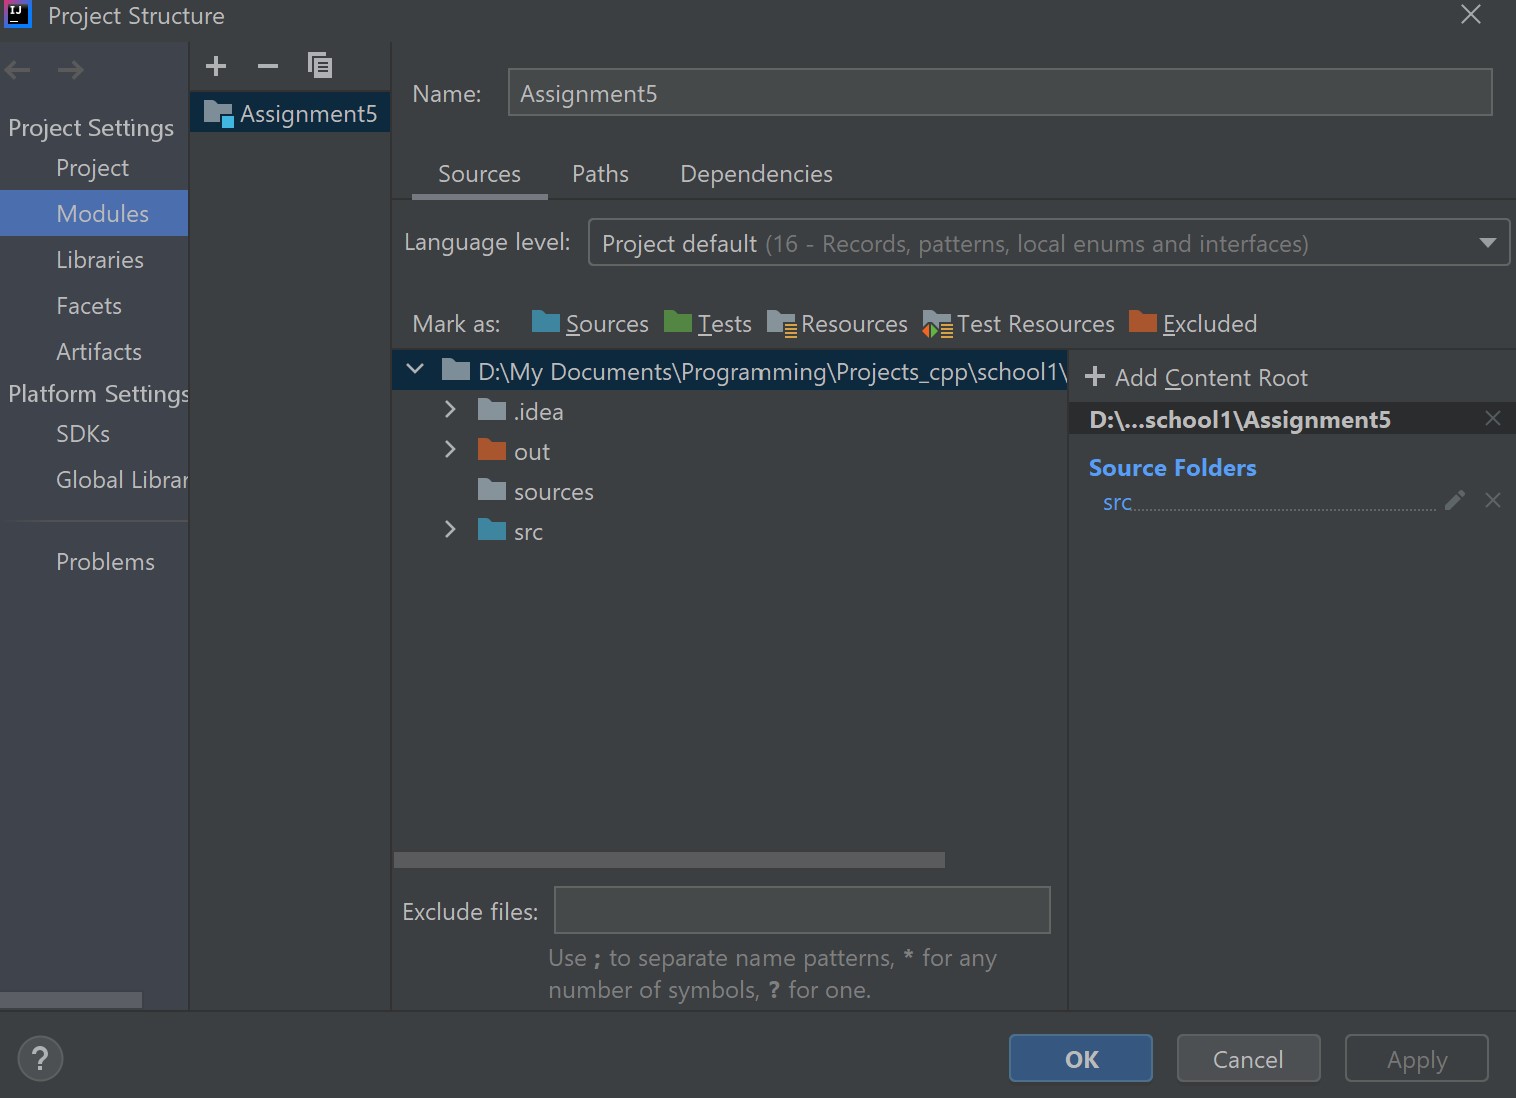 Project Structure
Project Settings
Project
Modules
Libraries
Facets
Artifacts
Platform Settings
SDKs
Global Librar
Problems
Assignment5
Name: Assignment5
Sources Paths Dependencies
Language level: Project default (16 - Records, patterns, local enums and interfaces)
Mark as: Sources Tests Resources Test Resources Excluded
D:\My Documents\Programming\Projects_cpp\school1\
.idea
out
sources
src
Add Content Root
D:\...school1\Assignment5
Source Folders
src
Exclude files:
Use ; to separate name patterns, * for any
number of symbols, ? for one.
? OK Cancel Apply